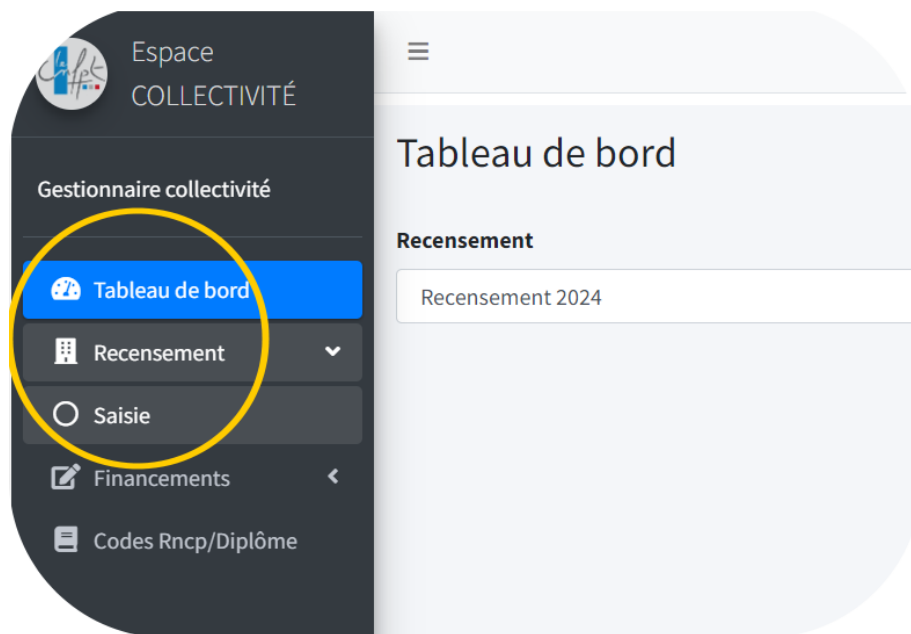 Espace
COLLECTIVITÉ
Gestionnaire collectivité
Tableau de bord
Recensement
Saisie
Financements
Codes Rncp/Diplôme
Tableau de bord
Recensement
Recensement 2024